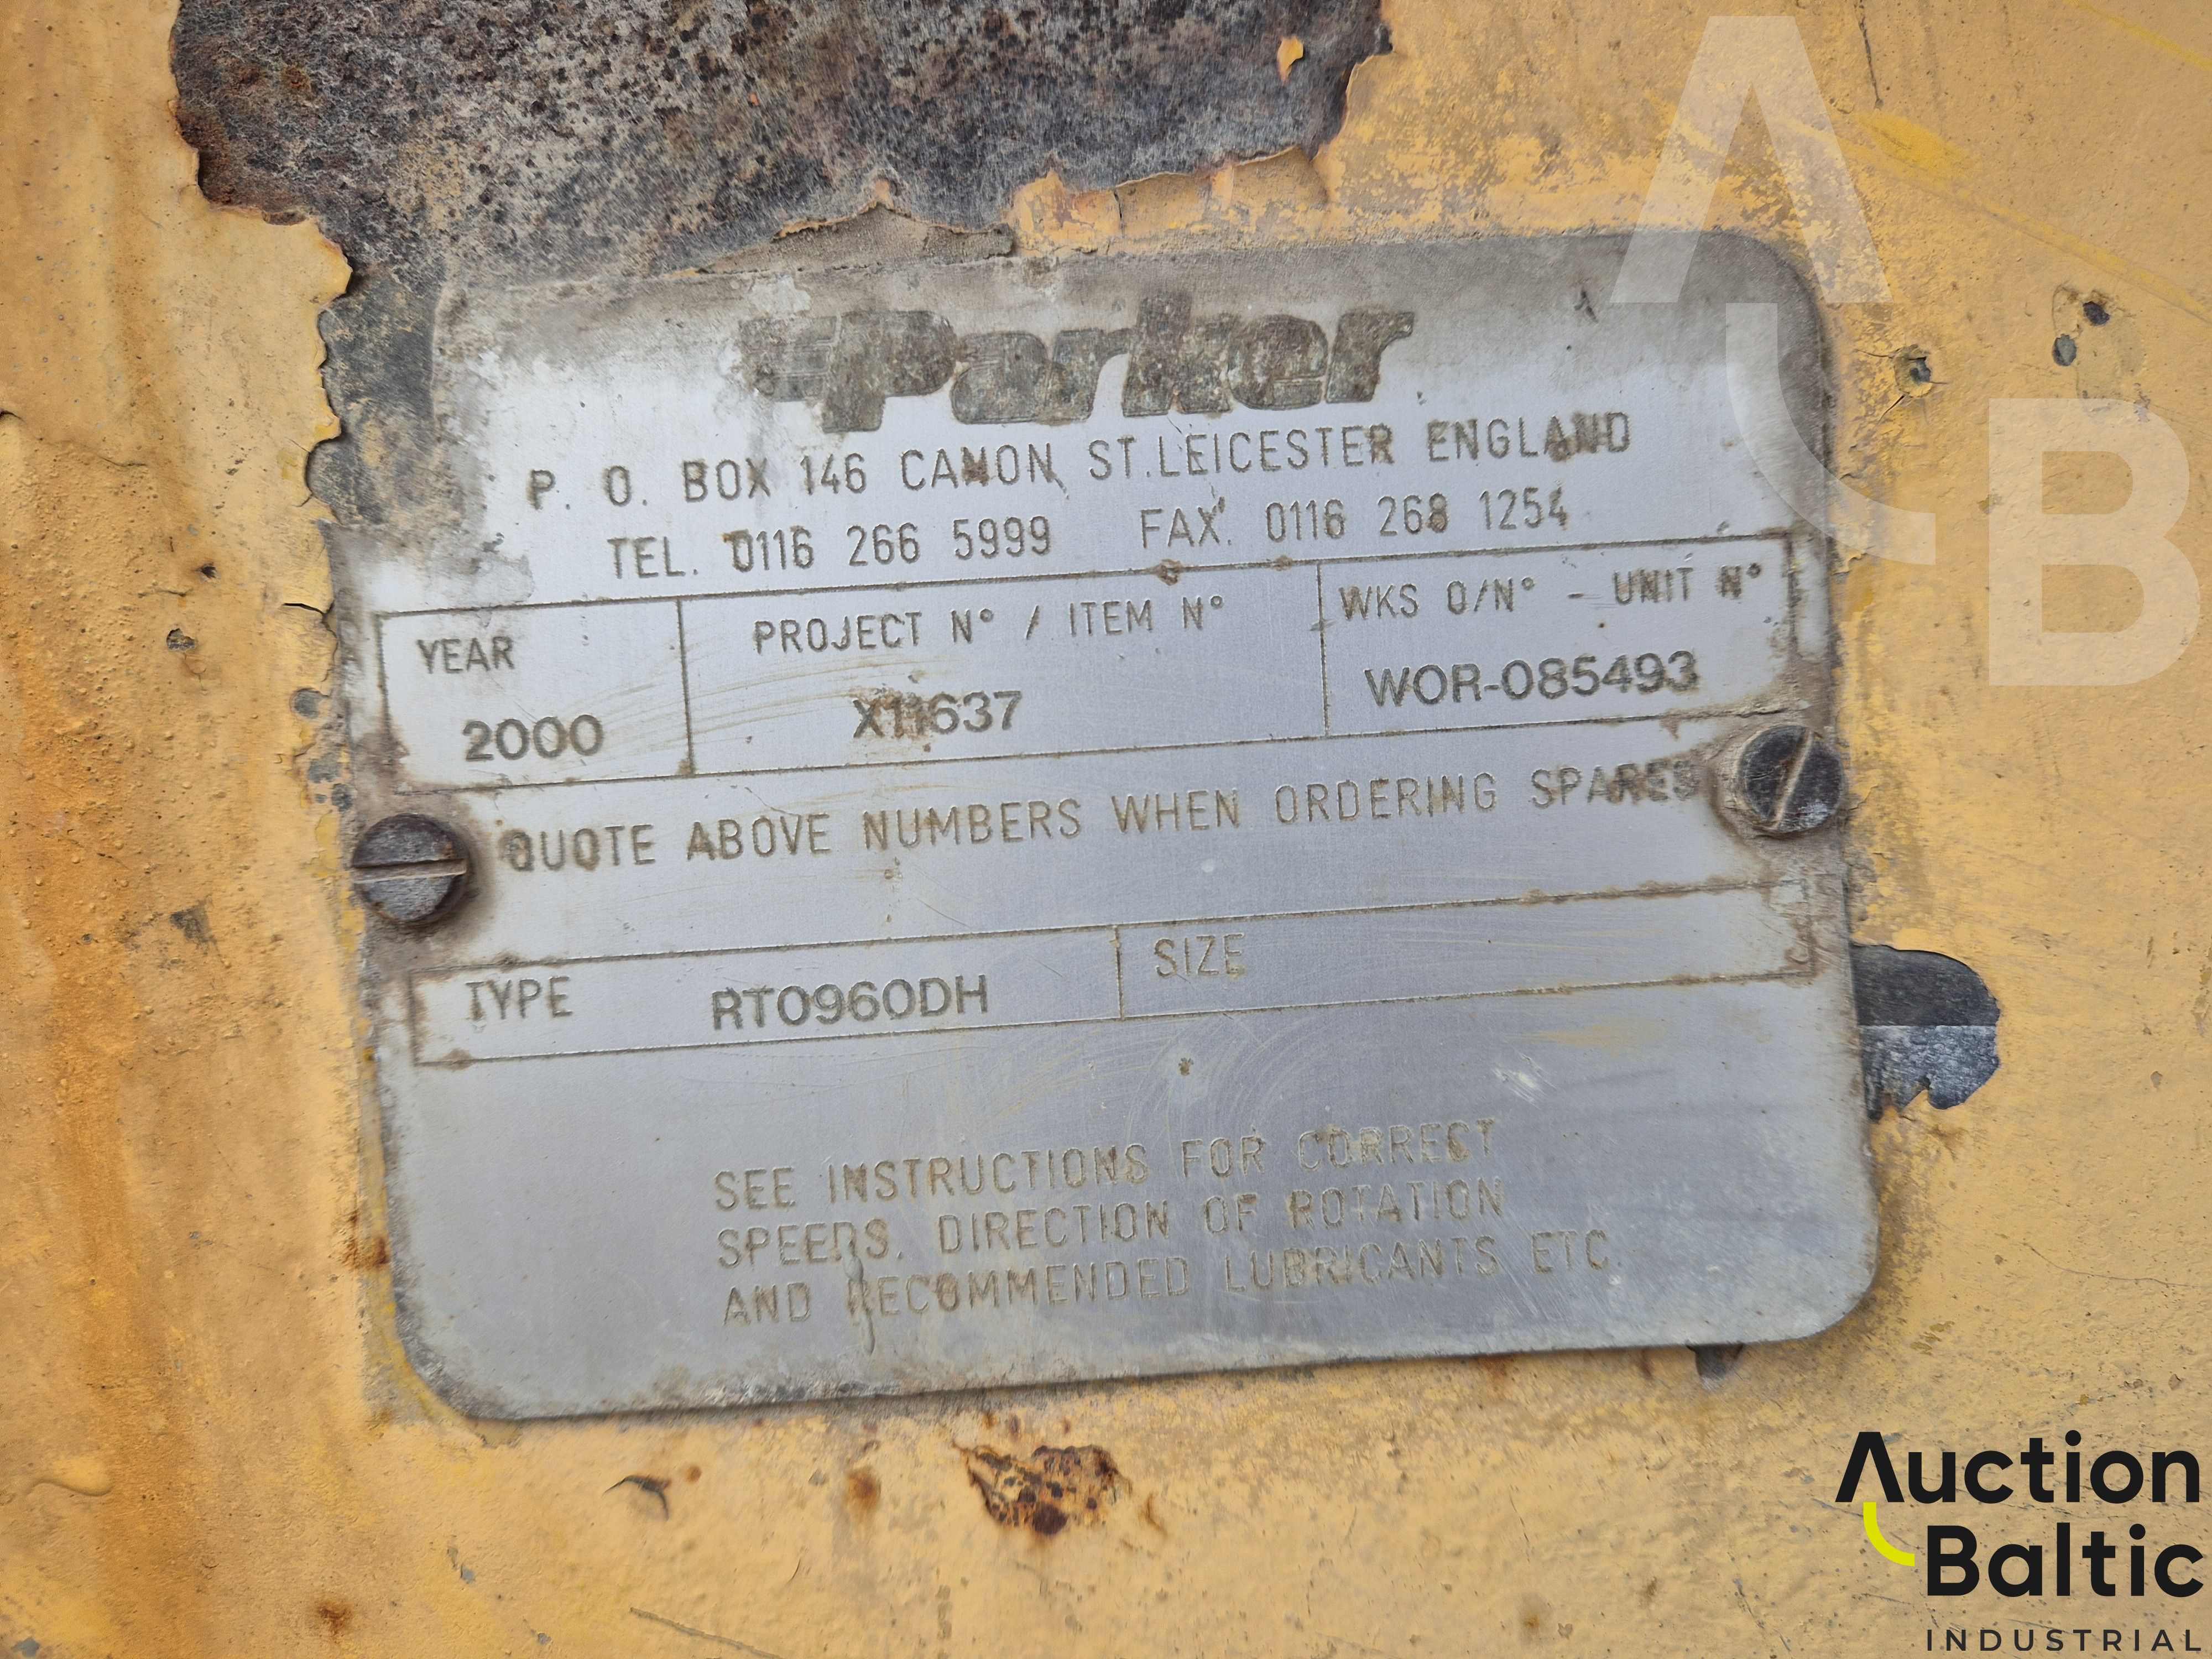 Parker
P. O. BOX 146 CANON ST. LEICESTER ENGLAND
TEL. 0116 266 5999 FAX. 0116 268 1254
YEAR PROJECT N° / ITEM N° WKS O/N° - UNIT N°
2000 X11637 WOR-085493
QUOTE ABOVE NUMBERS WHEN ORDERING SPARES
TYPE RT0960DH SIZE
SEE INSTRUCTIONS FOR CORRECT
SPEEDS. DIRECTION OF ROTATION
AND RECOMMENDED LUBRICANTS ETC.
AB
Auction
Baltic
INDUSTRIAL